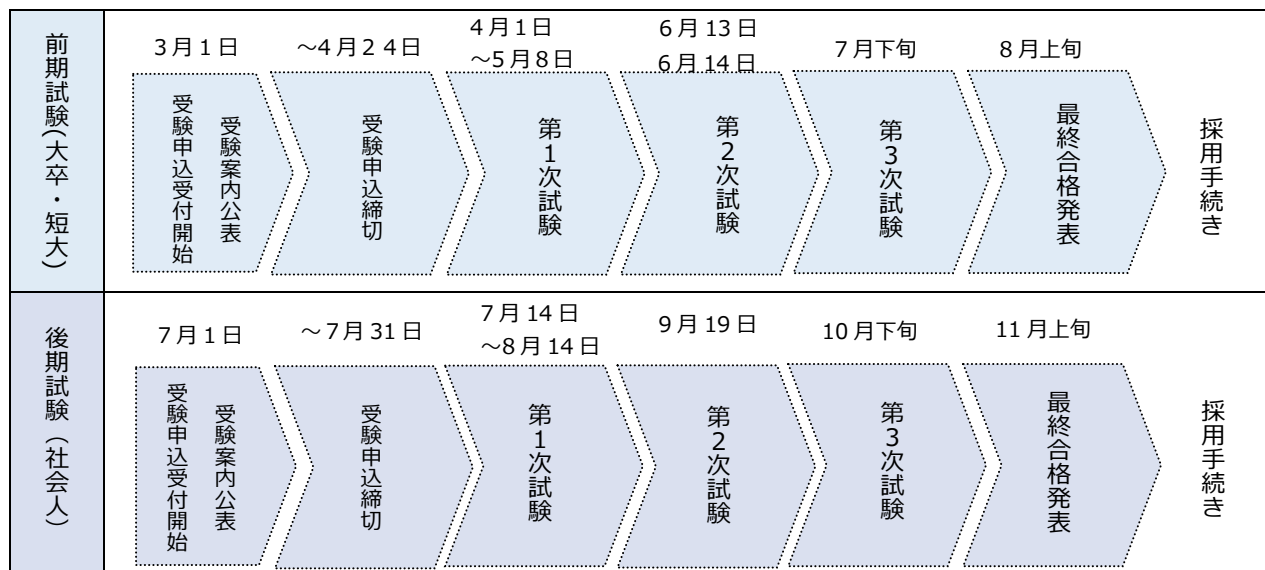 前期試験(大卒・短大)
3月1日
受験案内公表
受験申込受付開始
～4月２４日
受験申込締切
4月1日
～5月8日
第1次試験
6月13日
6月14日
第2次試験
7月下旬
第3次試験
8月上旬
最終合格発表
採用手続き
後期試験（社会人）
7月1日
受験案内公表
受験申込受付開始
～7月31日
受験申込締切
7月14日
～8月14日
第1次試験
9月19日
第2次試験
10月下旬
第3次試験
11月上旬
最終合格発表
採用手続き